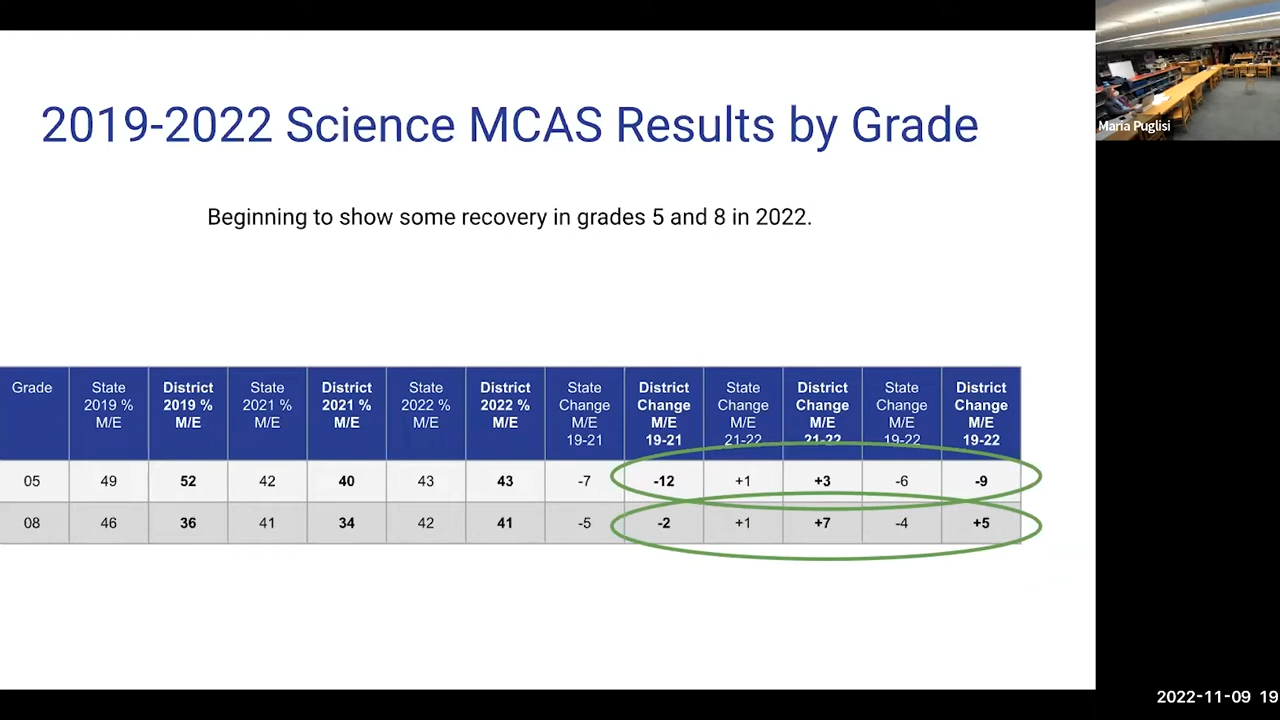 2019-2022 Science MCAS Results by Grade
Maria Puglisi
Beginning to show some recovery in grades 5 and 8 in 2022.
Grade
State 2019 % M/E
District 2019 % M/E
State 2021 % M/E
District 2021 % M/E
State 2022 % M/E
District 2022 % M/E
State Change M/E 19-21
District Change M/E 19-21
State Change M/E 21-22
District Change M/E 21-22
State Change M/E 19-22
District Change M/E 19-22
05 49 52 42 40 43 43 -7 -12 +1 +3 -6 -9
08 46 36 41 34 42 41 -5 -2 +1 +7 -4 +5
2022-11-09 19